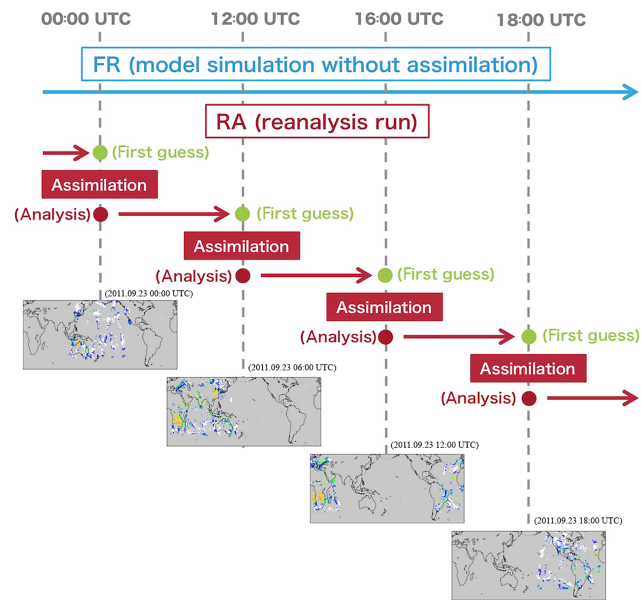 00:00 UTC 12:00 UTC 16:00 UTC 18:00 UTC
FR (model simulation without assimilation)
RA (reanalysis run)
(First guess)
Assimilation
(Analysis) (First guess)
Assimilation
(Analysis) (First guess)
(2011.09.23 00:00 UTC)
Assimilation
(Analysis) (First guess)
(2011.09.23 06:00 UTC)
Assimilation
(Analysis)
(2011.09.23 12:00 UTC)
(2011.09.23 18:00 UTC)